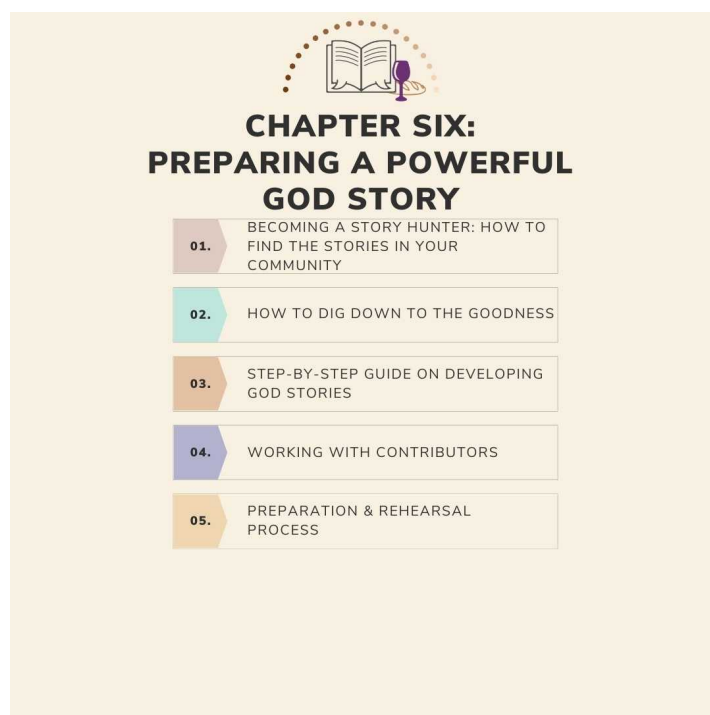 CHAPTER SIX:
PREPARING A POWERFUL
GOD STORY
01.
BECOMING A STORY HUNTER: HOW TO
FIND THE STORIES IN YOUR
COMMUNITY
02.
HOW TO DIG DOWN TO THE GOODNESS
03.
STEP-BY-STEP GUIDE ON DEVELOPING
GOD STORIES
04.
WORKING WITH CONTRIBUTORS
05.
PREPARATION & REHEARSAL
PROCESS